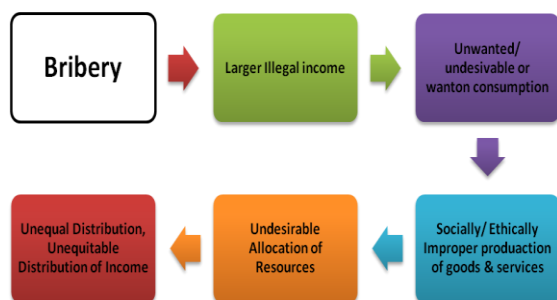 Bribery
Larger Illegal income
Unwanted/
undesivable or
wanton consumption
Socially/ Ethically
Improper produaction
of goods & services
Undesirable
Allocation of
Resources
Unequal Distribution,
Unequitable
Distribution of Income